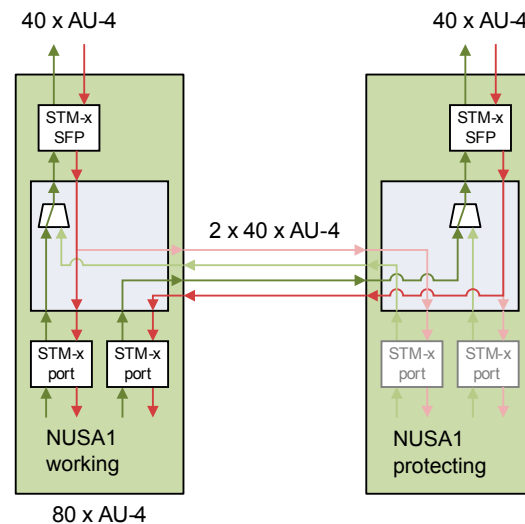 40 x AU-4
40 x AU-4
STM-x
SFP
STM-x
SFP
2 x 40 x AU-4
STM-x
port
STM-x
port
STM-x
port
STM-x
port
NUSA1
working
NUSA1
protecting
80 x AU-4